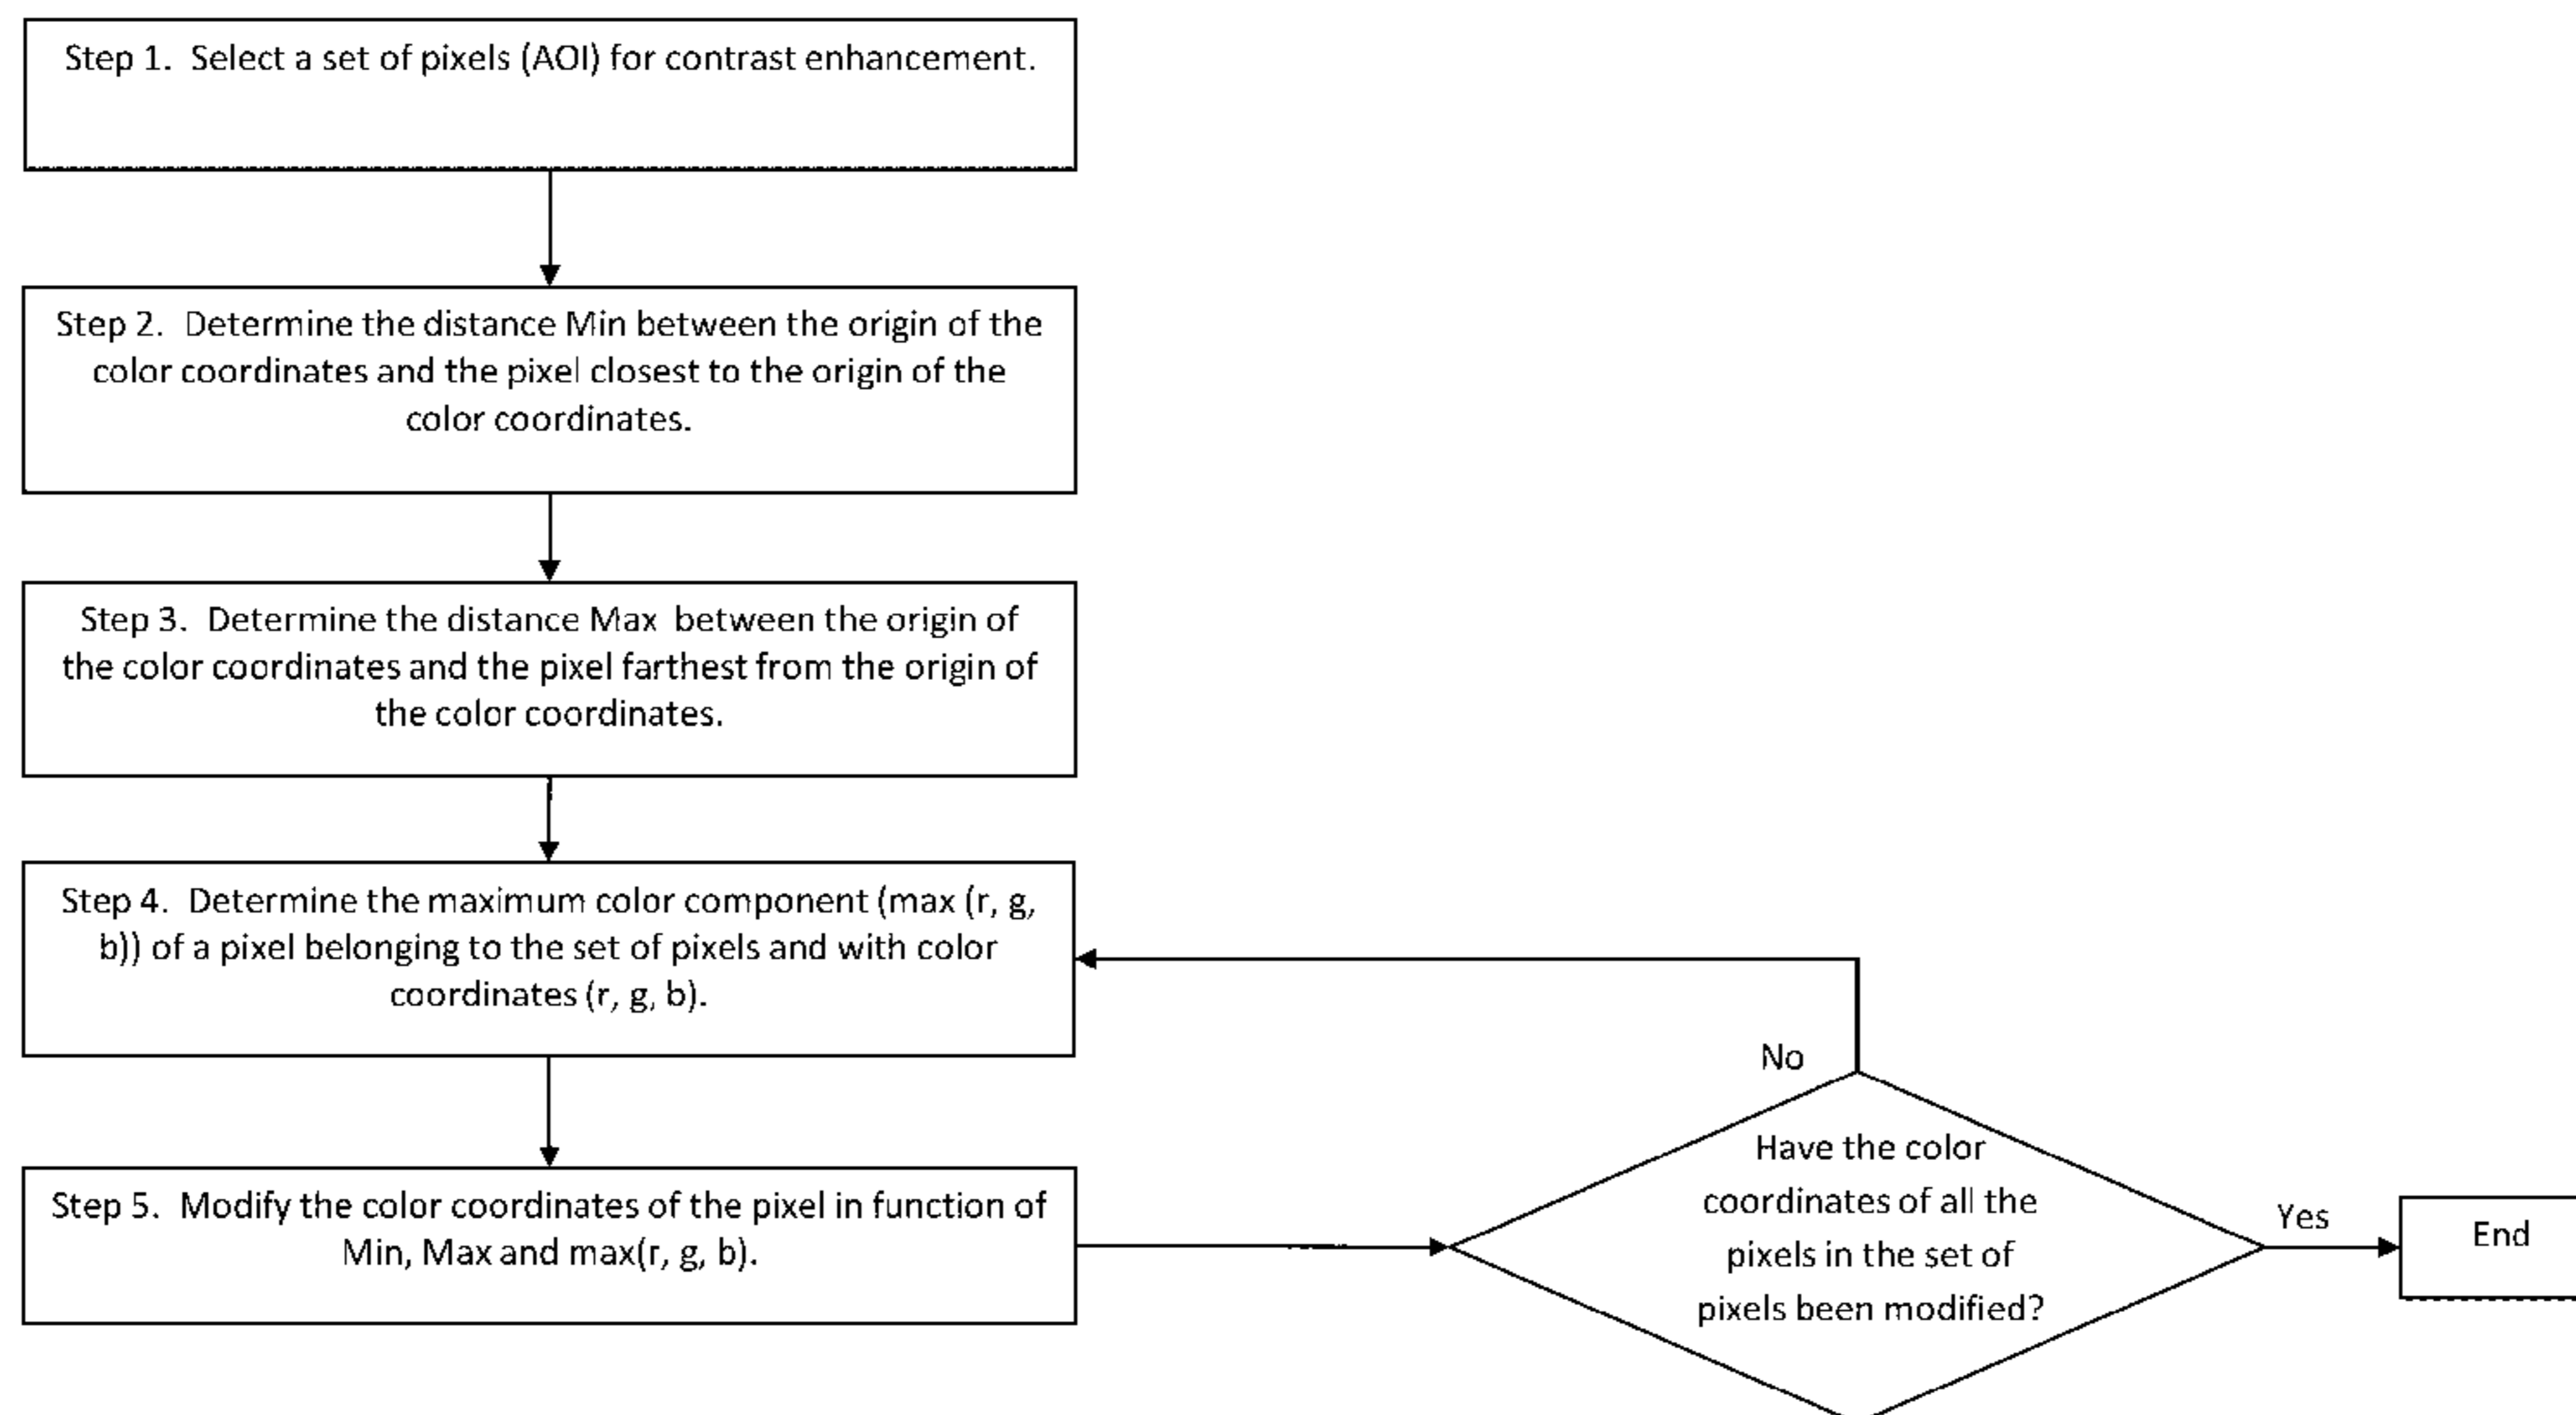 Step 1.  Select a set of pixels (AOI) for contrast enhancement.
Step 2.  Determine the distance Min between the origin of the
color coordinates and the pixel closest to the origin of the
color coordinates.
Step 3.  Determine the distance Max  between the origin of
the color coordinates and the pixel farthest from the origin of
the color coordinates.
Step 4.  Determine the maximum color component (max (r, g,
b)) of a pixel belonging to the set of pixels and with color
coordinates (r, g, b).
Step 5.  Modify the color coordinates of the pixel in function of
Min, Max and max(r, g, b).
No
Have the color
coordinates of all the
pixels in the set of
pixels been modified?
Yes
End